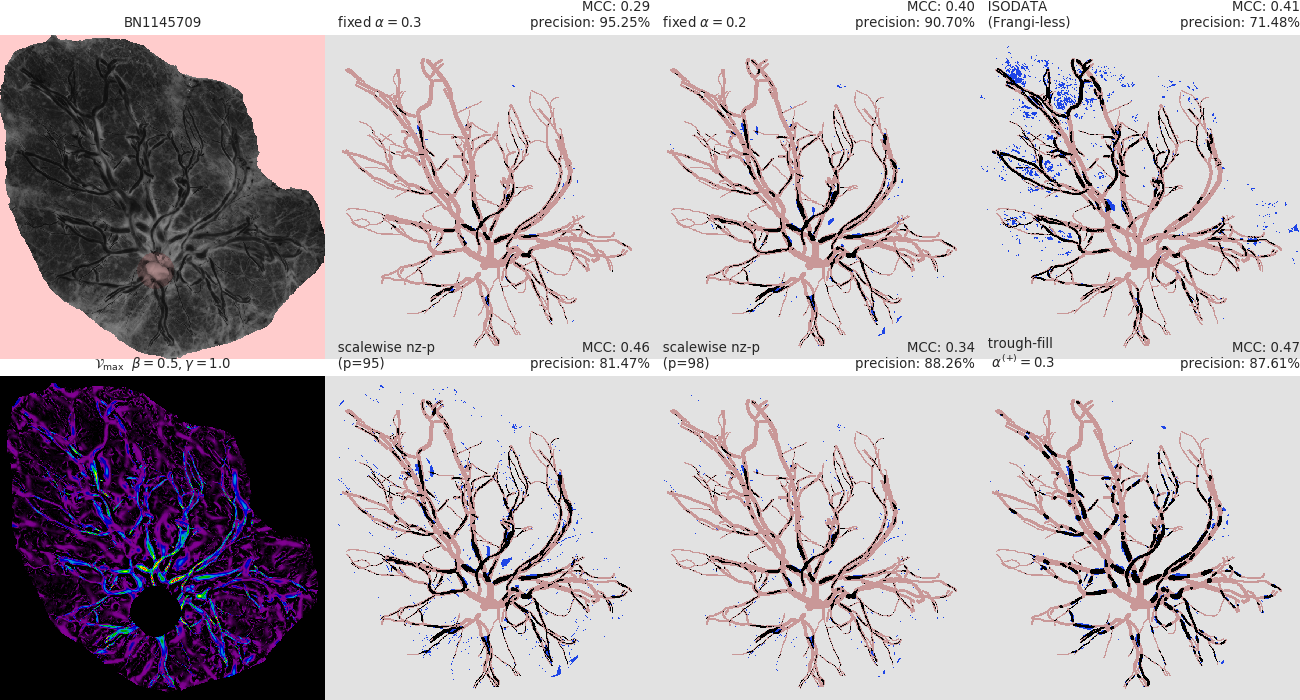 BN1145709
fixed α = 0.3
MCC: 0.29
precision: 95.25%
fixed α = 0.2
MCC: 0.40
precision: 90.70%
ISODATA
(Frangi-less)
MCC: 0.41
precision: 71.48%
𝒱max β = 0.5, γ = 1.0
scalewise nz-p
(p=95)
MCC: 0.46
precision: 81.47%
scalewise nz-p
(p=98)
MCC: 0.34
precision: 88.26%
trough-fill
α(+) = 0.3
MCC: 0.47
precision: 87.61%